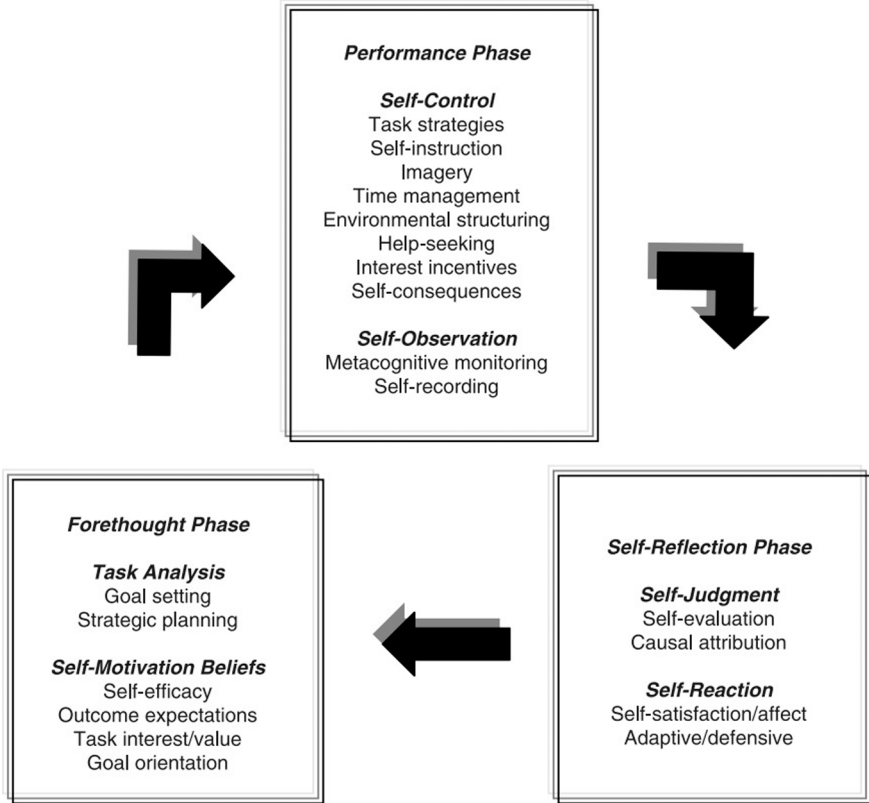 Performance Phase
Self-Control
Task strategies
Self-instruction
Imagery
Time management
Environmental structuring
Help-seeking
Interest incentives
Self-consequences
Self-Observation
Metacognitive monitoring
Self-recording
Forethought Phase
Task Analysis
Goal setting
Strategic planning
Self-Motivation Beliefs
Self-efficacy
Outcome expectations
Task interest/value
Goal orientation
Self-Reflection Phase
Self-Judgment
Self-evaluation
Causal attribution
Self-Reaction
Self-satisfaction/affect
Adaptive/defensive